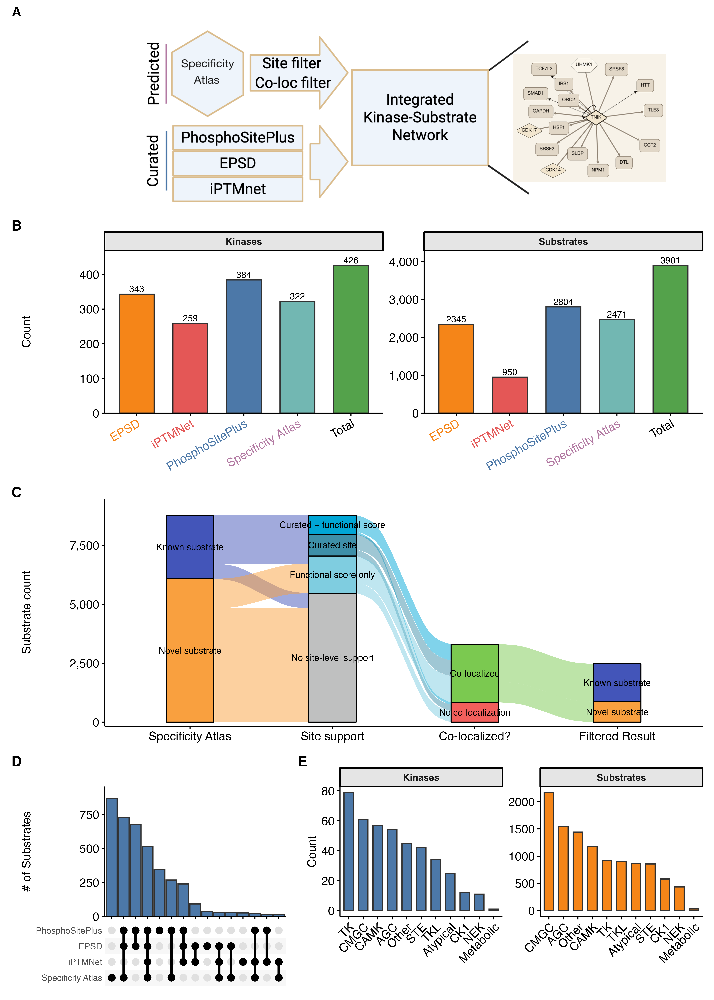 A
Predicted
Specificity
Atlas
Site filter
Co-loc filter
Curated
PhosphoSitePlus
EPSD
iPTMnet
Integrated
Kinase-Substrate
Network
UHMK1
TCF7L2
SRSF8
IRS1
HTT
SMAD1
ORC2
GAPDH
TLE3
TNIK
CDK17
HSF1
SRSF2
CCT2
SLBP
DTL
CDK14
NPM1
B
Kinases
Count
400
300
200
100
0
343
259
384
322
426
EPSD
iPTMNet
PhosphoSitePlus
Specificity Atlas
Total
Substrates
4,000
3,000
2,000
1,000
0
2345
950
2804
2471
3901
EPSD
iPTMNet
PhosphoSitePlus
Specificity Atlas
Total
C
Substrate count
7,500
5,000
2,500
0
Known substrate
Novel substrate
Curated + functional score
Curated site
Functional score only
No site-level support
Co-localized
No co-localization
Known substrate
Novel substrate
Specificity Atlas
Site support
Co-localized?
Filtered Result
D
# of Substrates
750
500
250
0
PhosphoSitePlus
EPSD
iPTMNet
Specificity Atlas
E
Kinases
Count
80
60
40
20
0
TK
CMGC
CAMK
AGC
Other
STE
TKL
Atypical
CK1
NEK
Metabolic
Substrates
2000
1500
1000
500
0
CMGC
AGC
Other
CAMK
TK
TKL
Atypical
STE
CK1
NEK
Metabolic